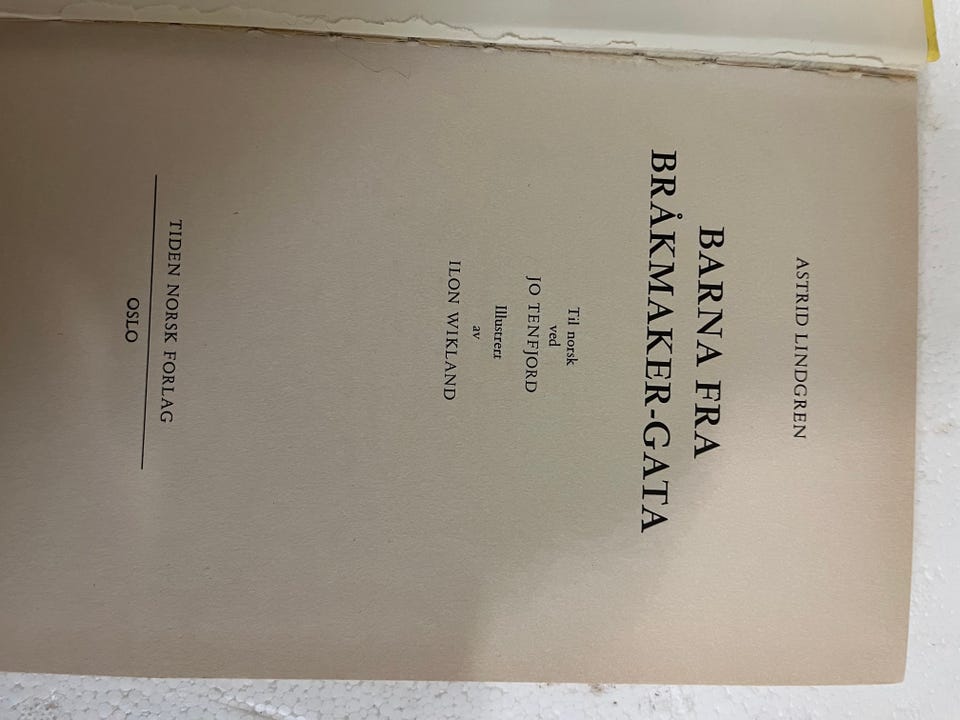 ASTRID LINDGREN
BARNA FRA
BRÅKMAKER-GATA
Til norsk
ved
JO TENFJORD
Illustrert
av
ILON WIKLAND
TIDEN NORSK FORLAG
OSLO